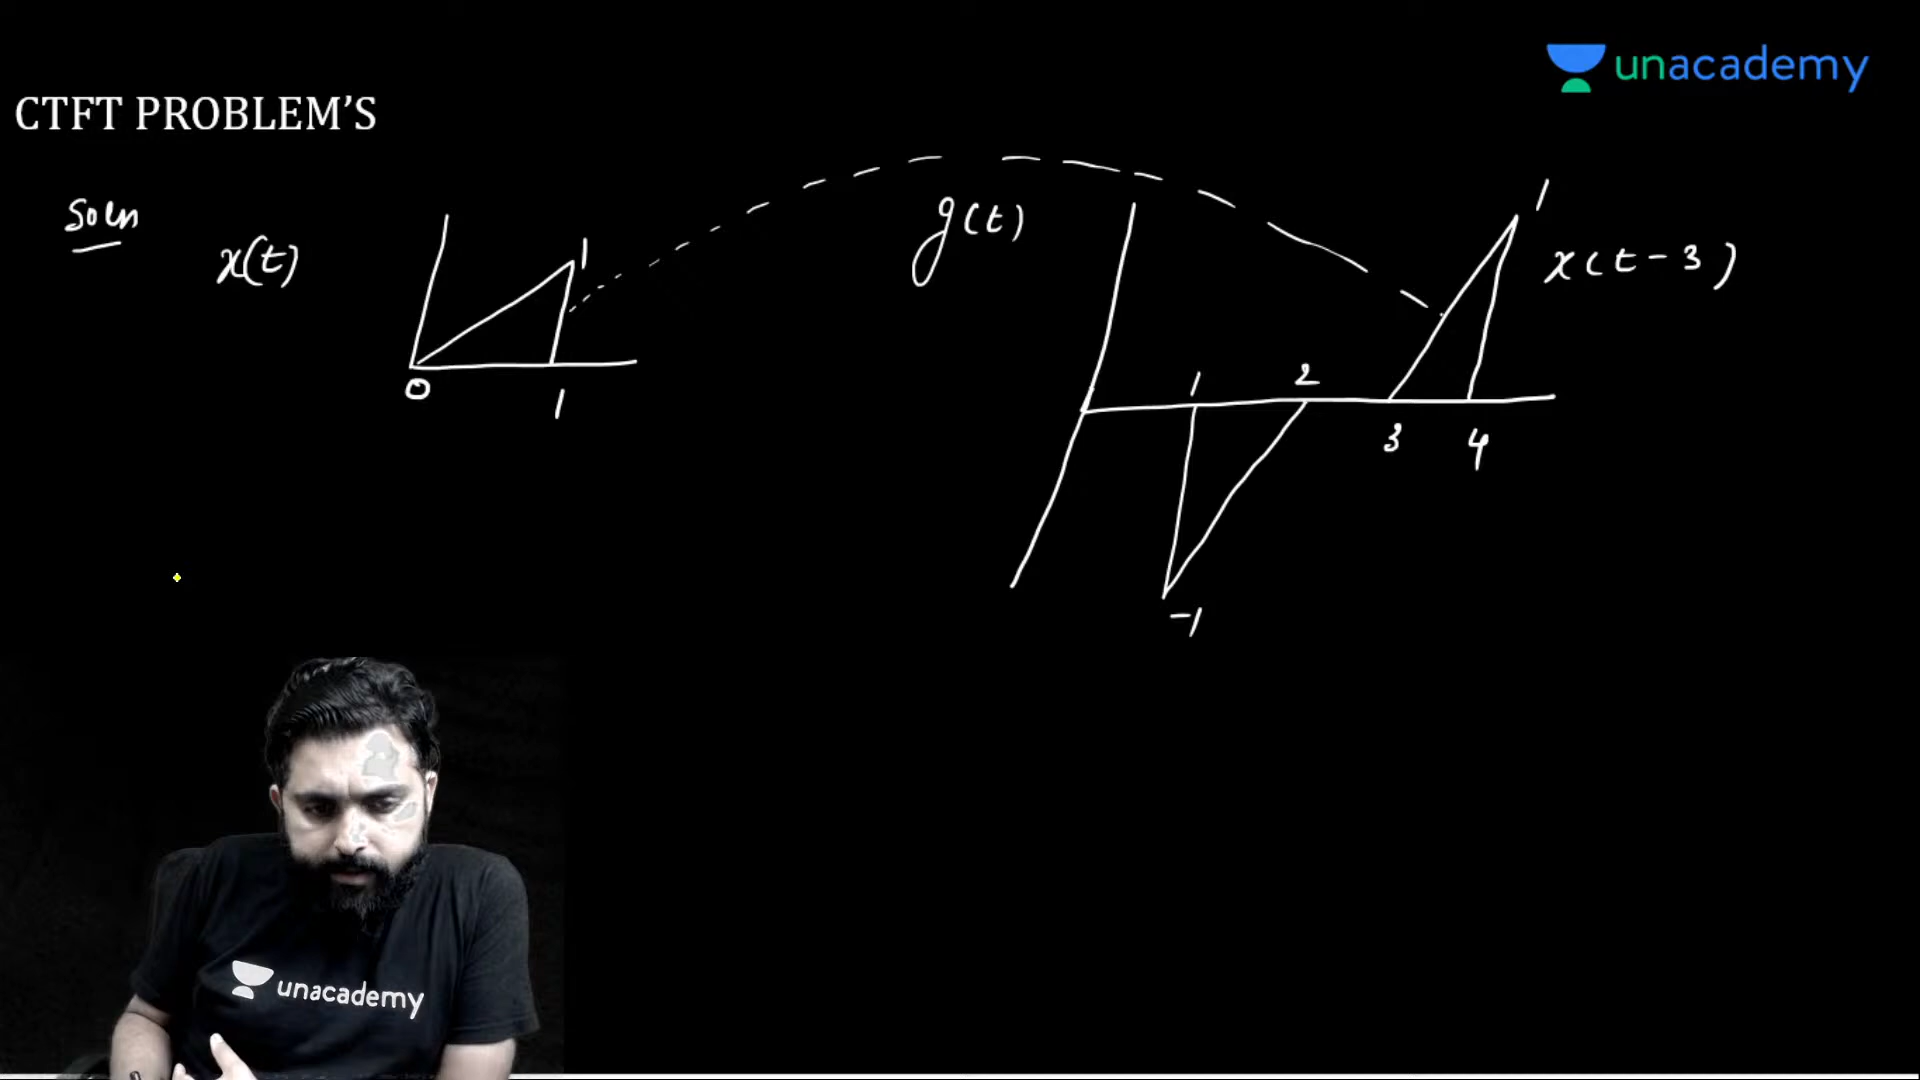 unacademy
CTFT PROBLEM'S
Soln
x(t)
1
0
1
g(t)
1
x(t-3)
1
2
3
4
-1
unacademy